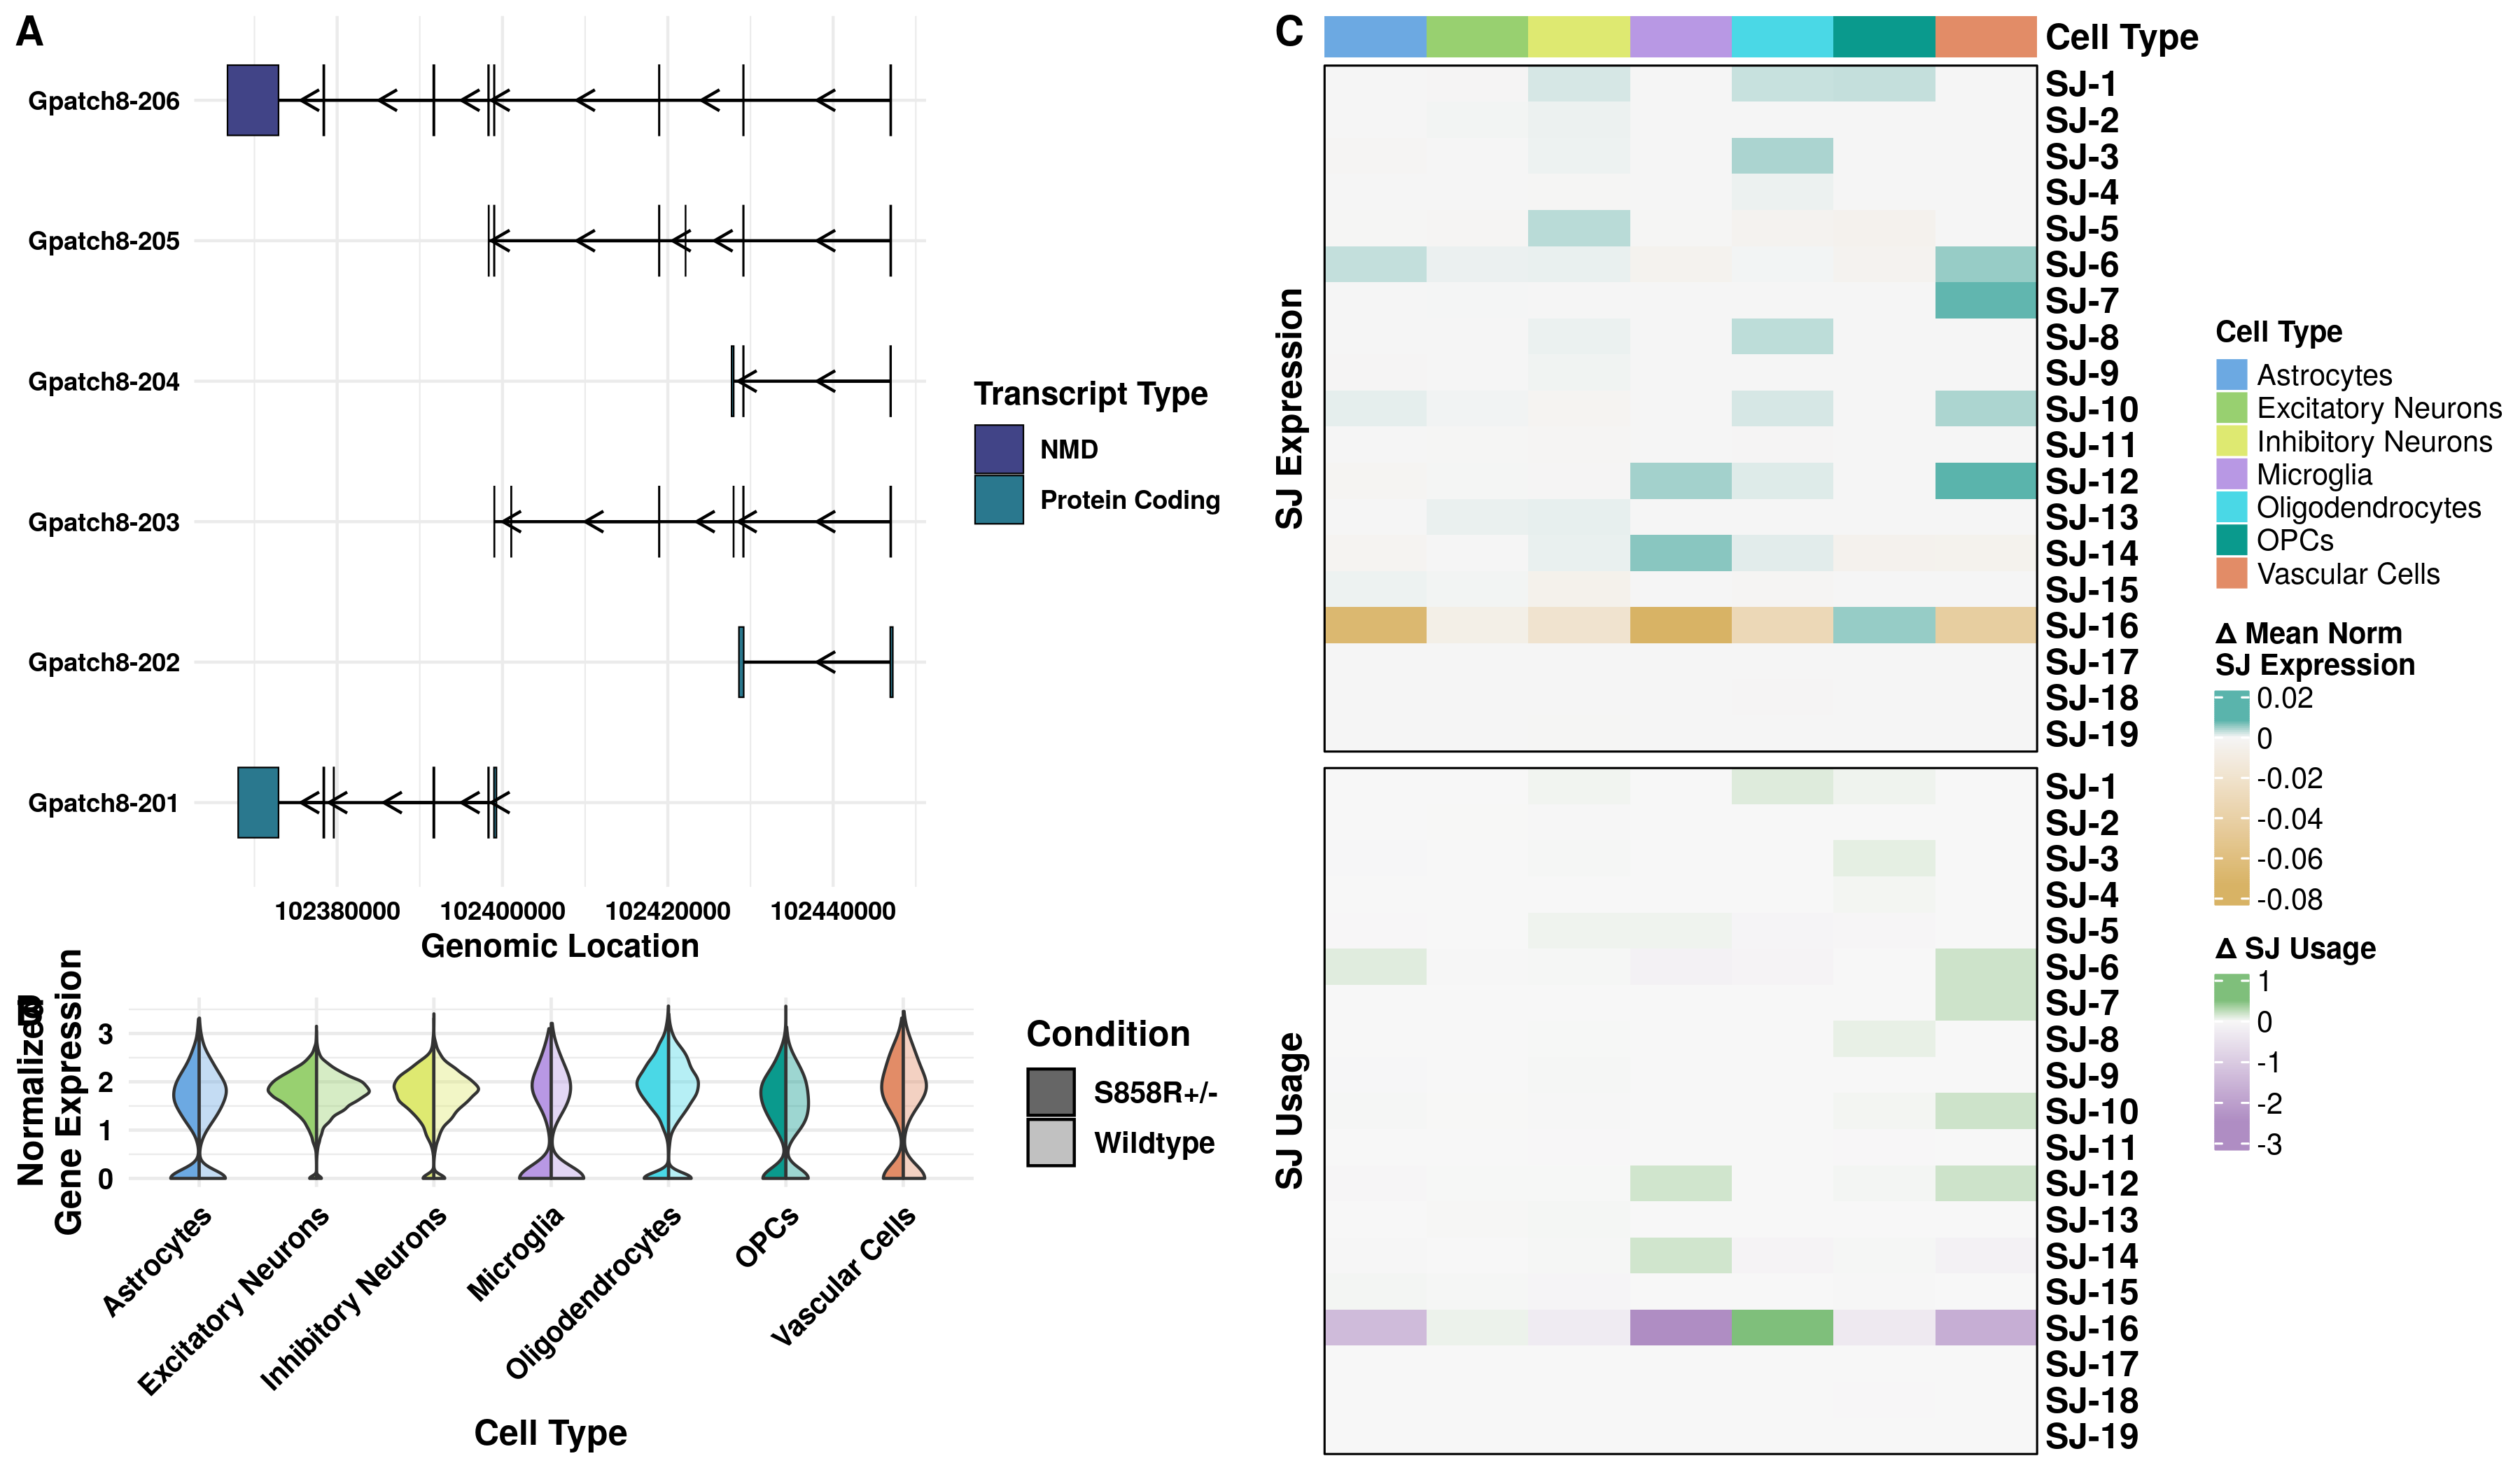 A
Gpatch8-206
Gpatch8-205
Gpatch8-204
Gpatch8-203
Gpatch8-202
Gpatch8-201
102380000
102400000
102420000
102440000
Genomic Location
Transcript Type
NMD
Protein Coding
Normalized
Gene Expression
3
2
1
0
Astrocytes
Excitatory Neurons
Inhibitory Neurons
Microglia
Oligodendrocytes
OPCs
Vascular Cells
Cell Type
Condition
S858R+/-
Wildtype
C
Cell Type
SJ Expression
SJ-1
SJ-2
SJ-3
SJ-4
SJ-5
SJ-6
SJ-7
SJ-8
SJ-9
SJ-10
SJ-11
SJ-12
SJ-13
SJ-14
SJ-15
SJ-16
SJ-17
SJ-18
SJ-19
SJ Usage
SJ-1
SJ-2
SJ-3
SJ-4
SJ-5
SJ-6
SJ-7
SJ-8
SJ-9
SJ-10
SJ-11
SJ-12
SJ-13
SJ-14
SJ-15
SJ-16
SJ-17
SJ-18
SJ-19
Cell Type
Astrocytes
Excitatory Neurons
Inhibitory Neurons
Microglia
Oligodendrocytes
OPCs
Vascular Cells
Δ Mean Norm
SJ Expression
0.02
0
-0.02
-0.04
-0.06
-0.08
Δ SJ Usage
1
0
-1
-2
-3